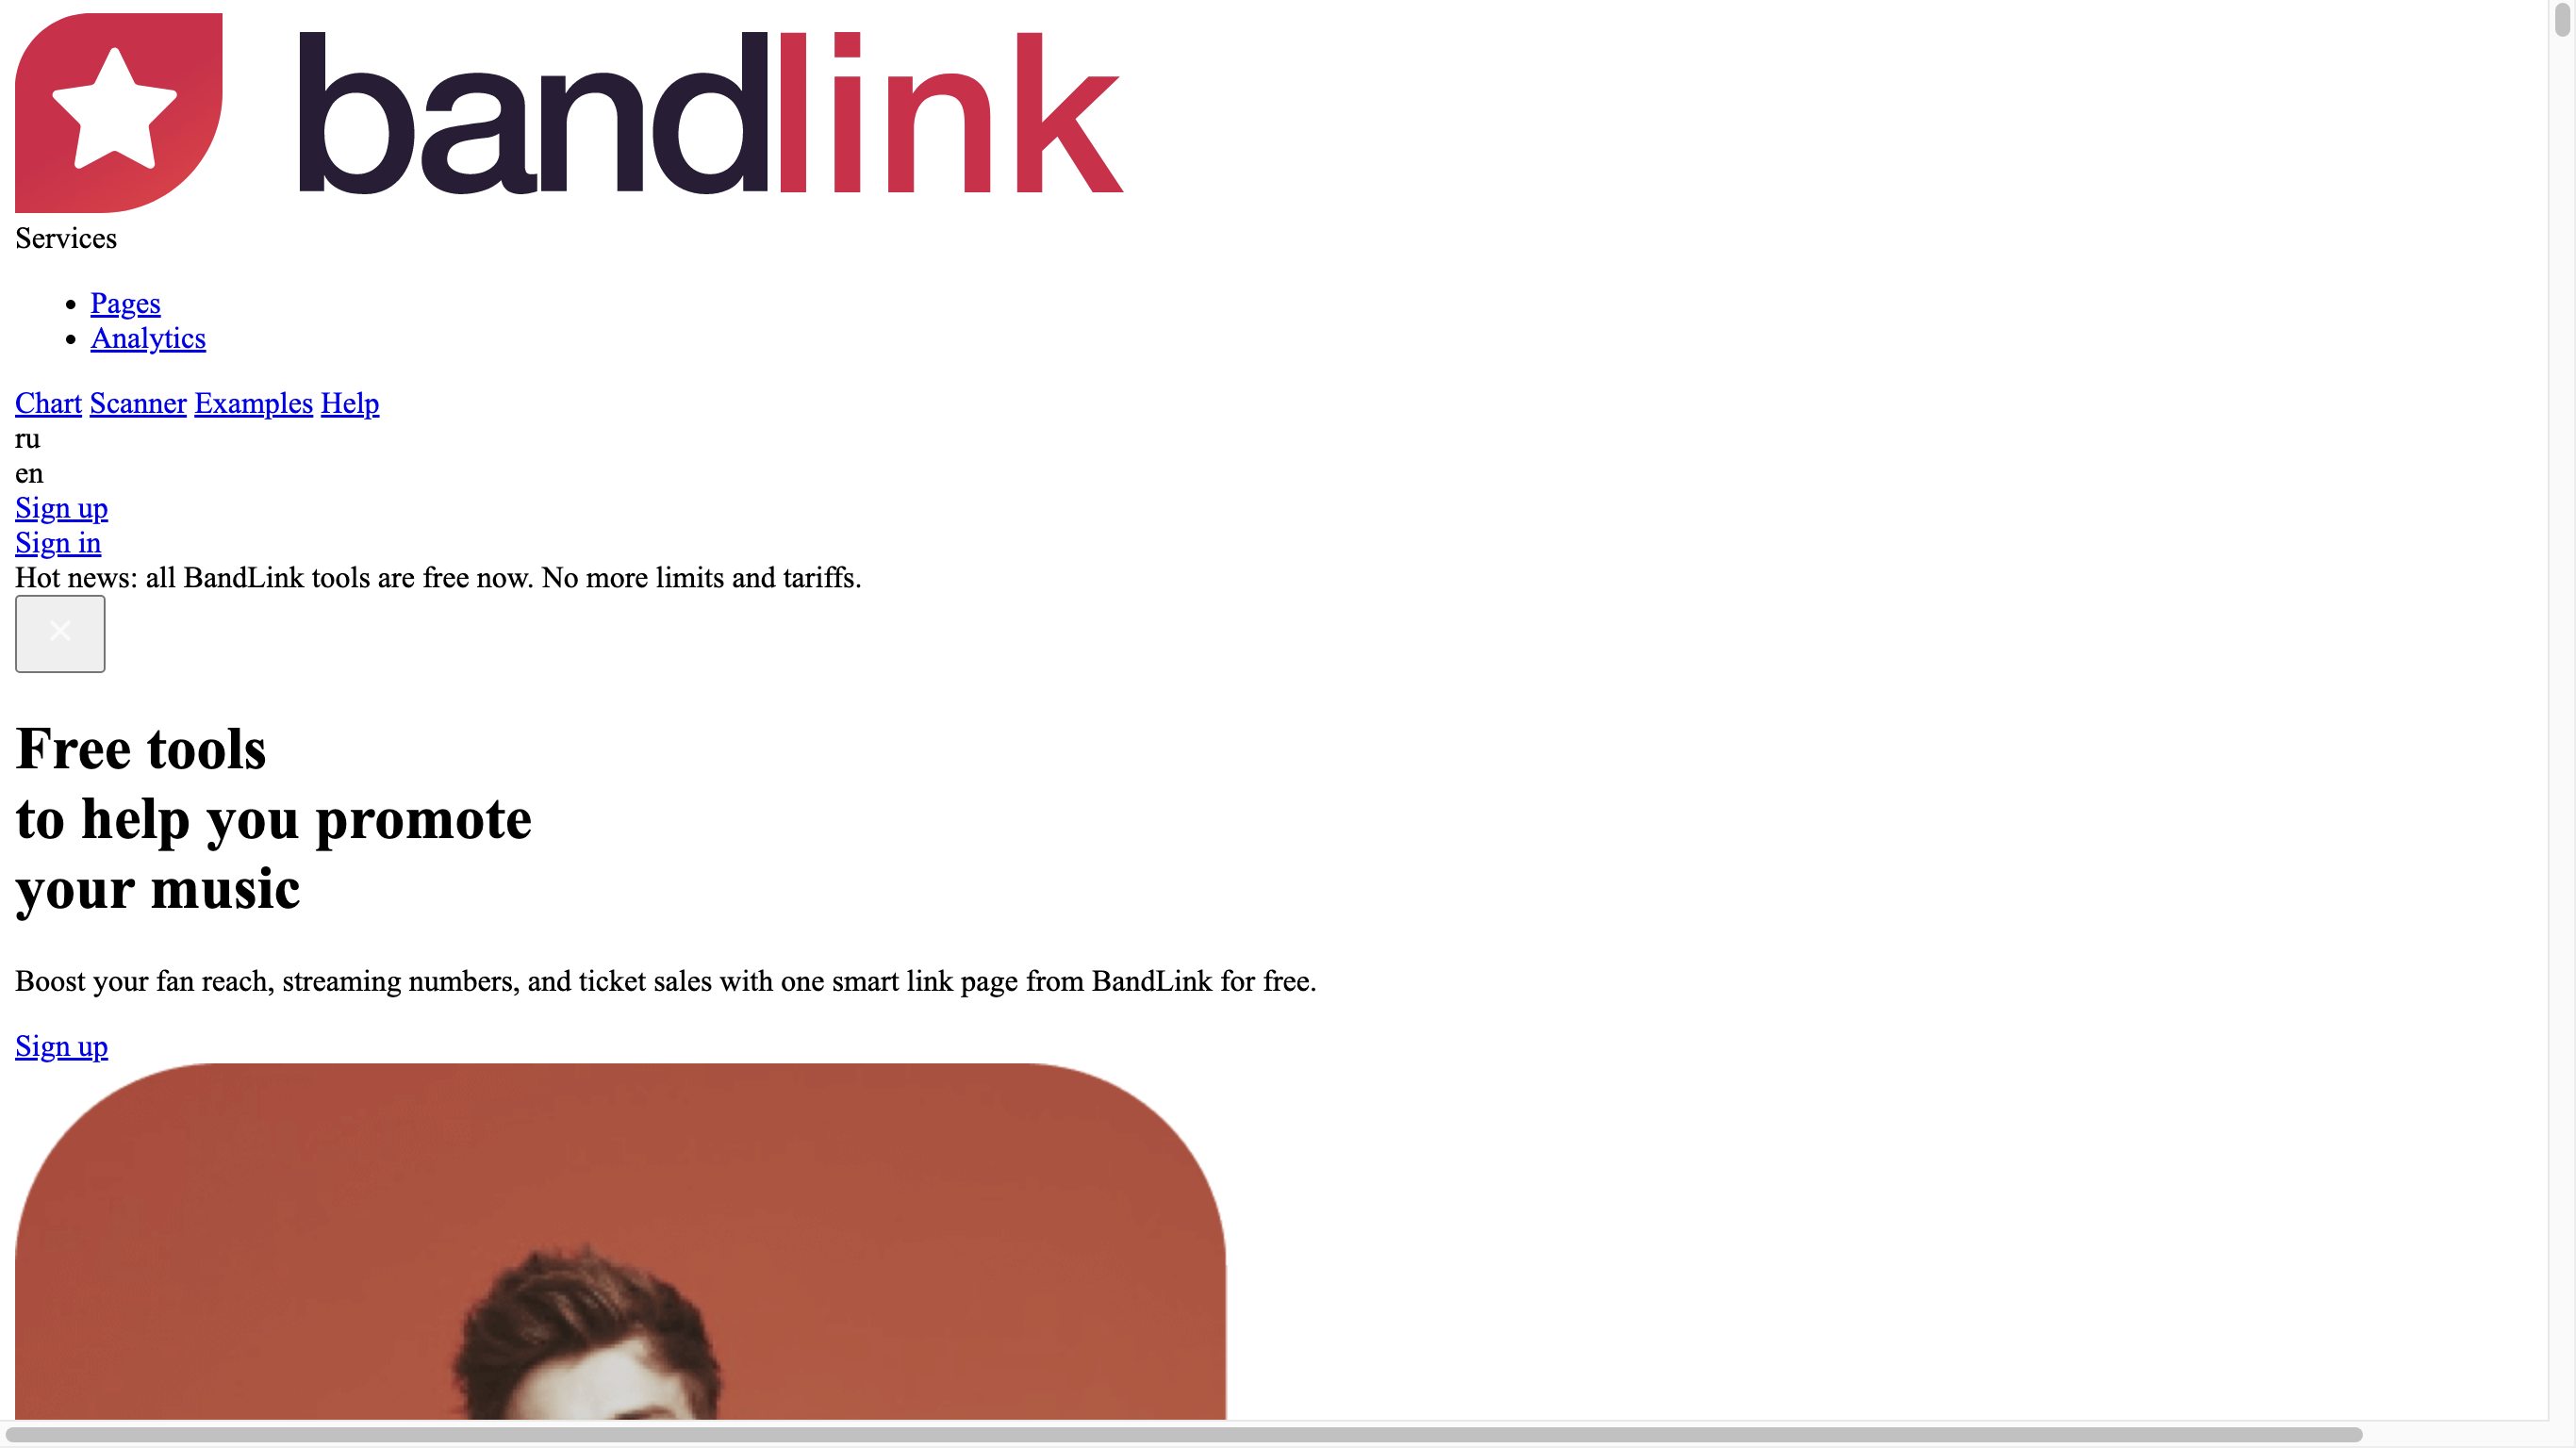 bandlink
Services
Pages
Analytics
Chart Scanner Examples Help
ru
en
Sign up
Sign in
Hot news: all BandLink tools are free now. No more limits and tariffs.
Free tools
to help you promote
your music
Boost your fan reach, streaming numbers, and ticket sales with one smart link page from BandLink for free.
Sign up